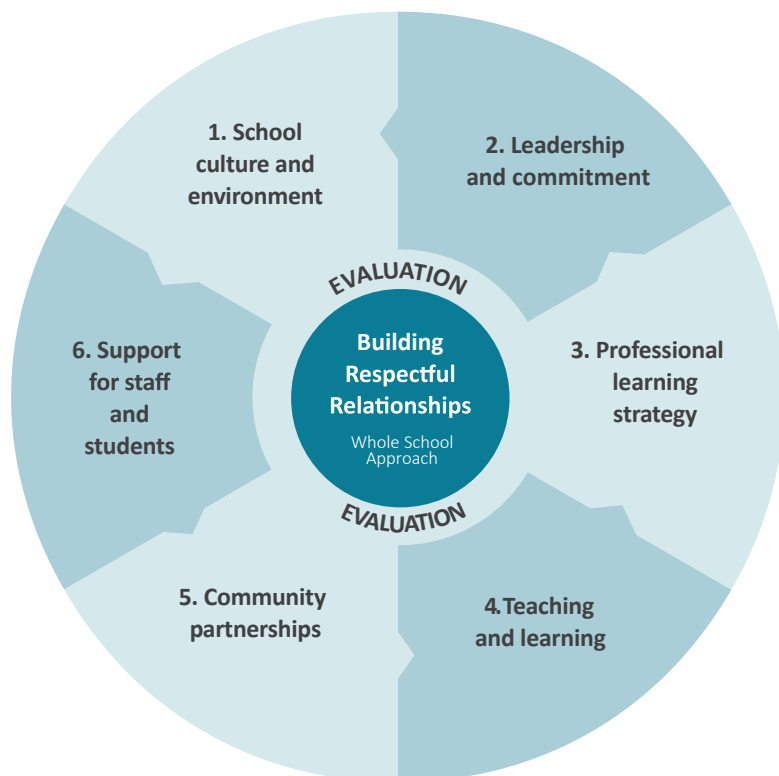 1. School
culture and
environment
2. Leadership
and commitment
3. Professional
learning
strategy
4.Teaching
and learning
5. Community
partnerships
6. Support
for staff
and
students
EVALUATION
Building
Respectful
Relationships
Whole School
Approach
EVALUATION